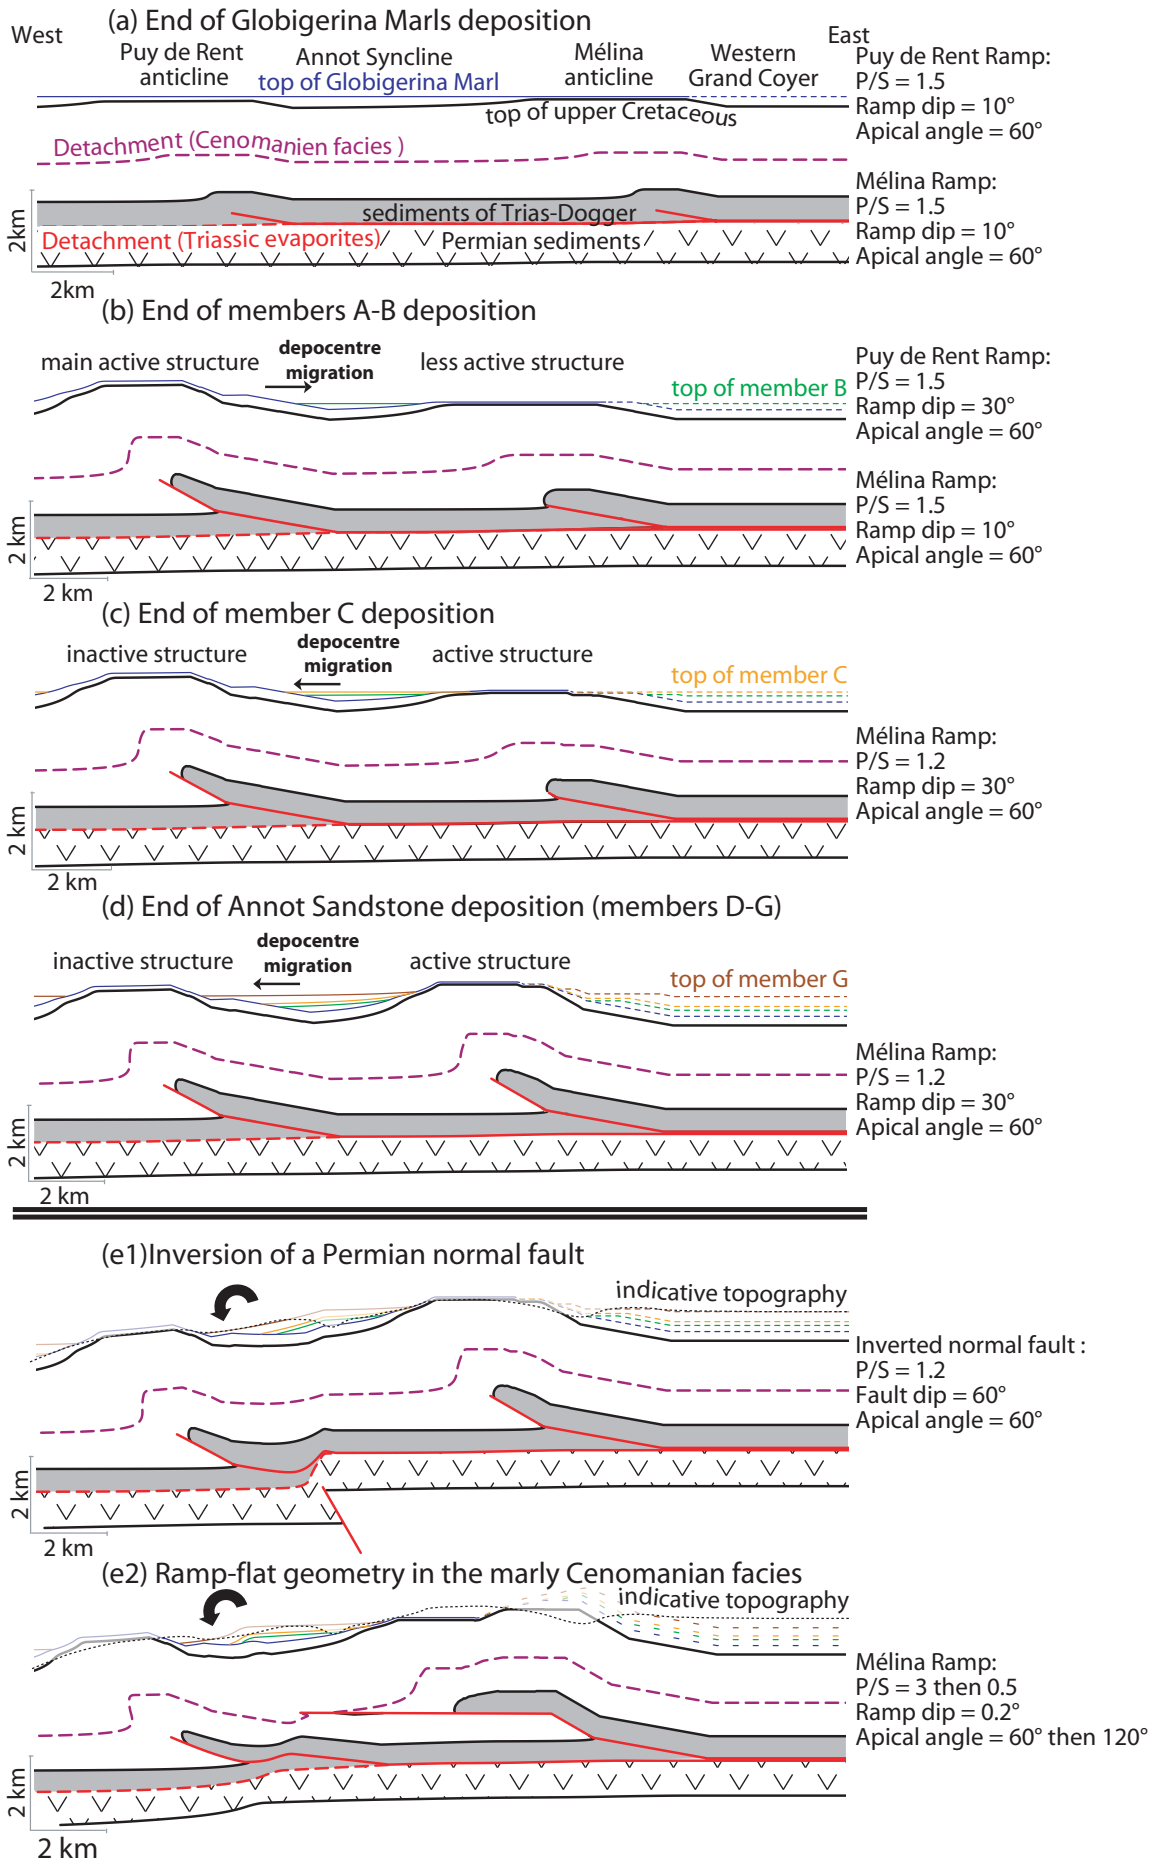 (a) End of Globigerina Marls deposition
West
East
Puy de Rent
anticline
Annot Syncline
Mélina
anticline
Western
Grand Coyer
top of Globigerina Marl
top of upper Cretaceous
Detachment (Cenomanien facies )
sediments of Trias-Dogger
Detachment (Triassic evaporites)
Permian sediments
2km
2km
Puy de Rent Ramp:
P/S = 1.5
Ramp dip = 10°
Apical angle = 60°
Mélina Ramp:
P/S = 1.5
Ramp dip = 10°
Apical angle = 60°
(b) End of members A-B deposition
main active structure
depocentre
migration
less active structure
top of member B
2 km
2 km
Puy de Rent Ramp:
P/S = 1.5
Ramp dip = 30°
Apical angle = 60°
Mélina Ramp:
P/S = 1.5
Ramp dip = 10°
Apical angle = 60°
(c) End of member C deposition
inactive structure
depocentre
migration
active structure
top of member C
2 km
2 km
Mélina Ramp:
P/S = 1.2
Ramp dip = 30°
Apical angle = 60°
(d) End of Annot Sandstone deposition (members D-G)
inactive structure
depocentre
migration
active structure
top of member G
2 km
2 km
Mélina Ramp:
P/S = 1.2
Ramp dip = 30°
Apical angle = 60°
(e1)Inversion of a Permian normal fault
indicative topography
2 km
2 km
Inverted normal fault :
P/S = 1.2
Fault dip = 60°
Apical angle = 60°
(e2) Ramp-flat geometry in the marly Cenomanian facies
indicative topography
2 km
2 km
Mélina Ramp:
P/S = 3 then 0.5
Ramp dip = 0.2°
Apical angle = 60° then 120°